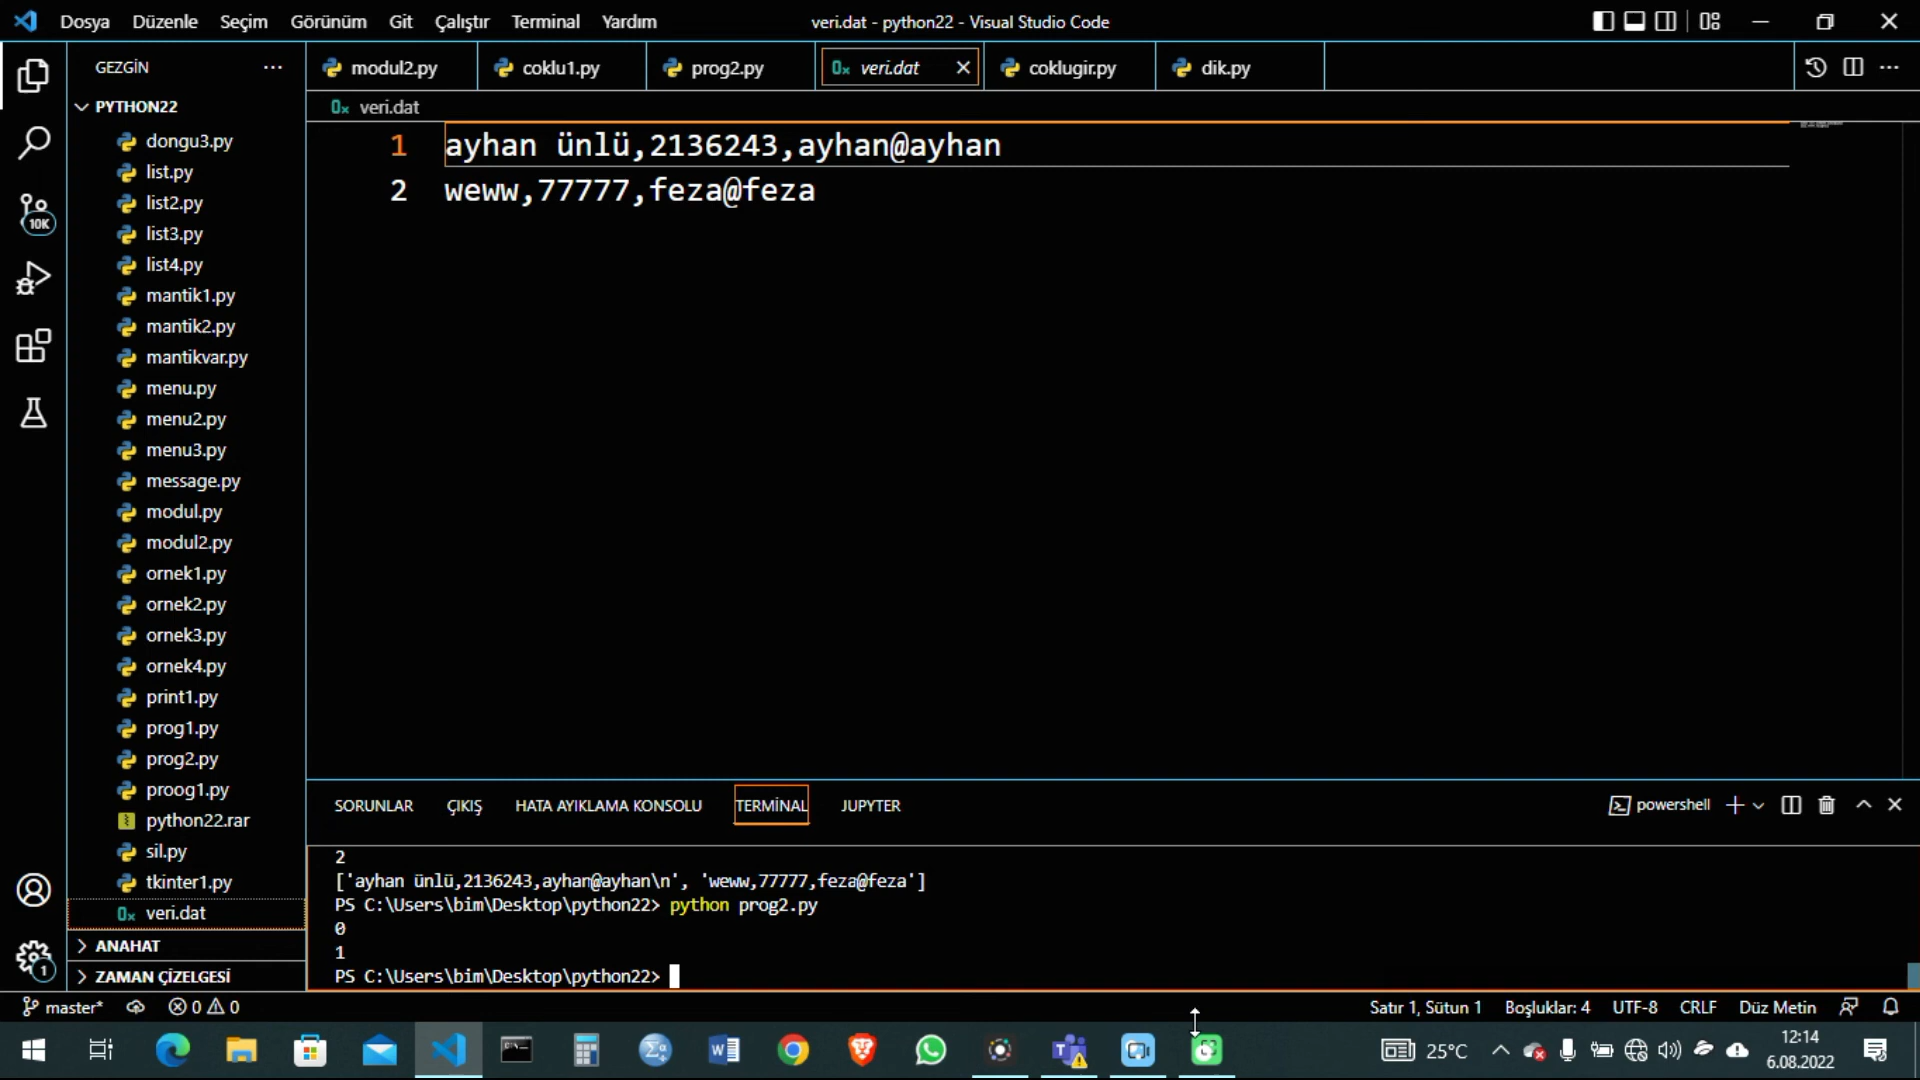 Dosya Düzenle Seçim Görünüm Git Çalıştır Terminal Yardım
veri.dat - python22 - Visual Studio Code
GEZGİN
PYTHON22
dongu3.py
list.py
list2.py
list3.py
list4.py
mantik1.py
mantik2.py
mantikvar.py
menu.py
menu2.py
menu3.py
message.py
modul.py
modul2.py
ornek1.py
ornek2.py
ornek3.py
ornek4.py
print1.py
prog1.py
prog2.py
proog1.py
python22.rar
sil.py
tkinter1.py
veri.dat
ANAHAT
ZAMAN ÇİZELGESİ
10K
1
modul2.py coklu1.py prog2.py veri.dat coklugir.py dik.py
veri.dat
1 ayhan ünlü,2136243,ayhan@ayhan
2 weww,77777,feza@feza
SORUNLAR ÇIKIŞ HATA AYIKLAMA KONSOLU TERMİNAL JUPYTER
powershell
2
['ayhan ünlü,2136243,ayhan@ayhan\n', 'weww,77777,feza@feza']
PS C:\Users\bim\Desktop\python22> python prog2.py
0
1
PS C:\Users\bim\Desktop\python22>
master* 0 0
Satır 1, Sütun 1 Boşluklar: 4 UTF-8 CRLF Düz Metin
25°C
12:14
6.08.2022